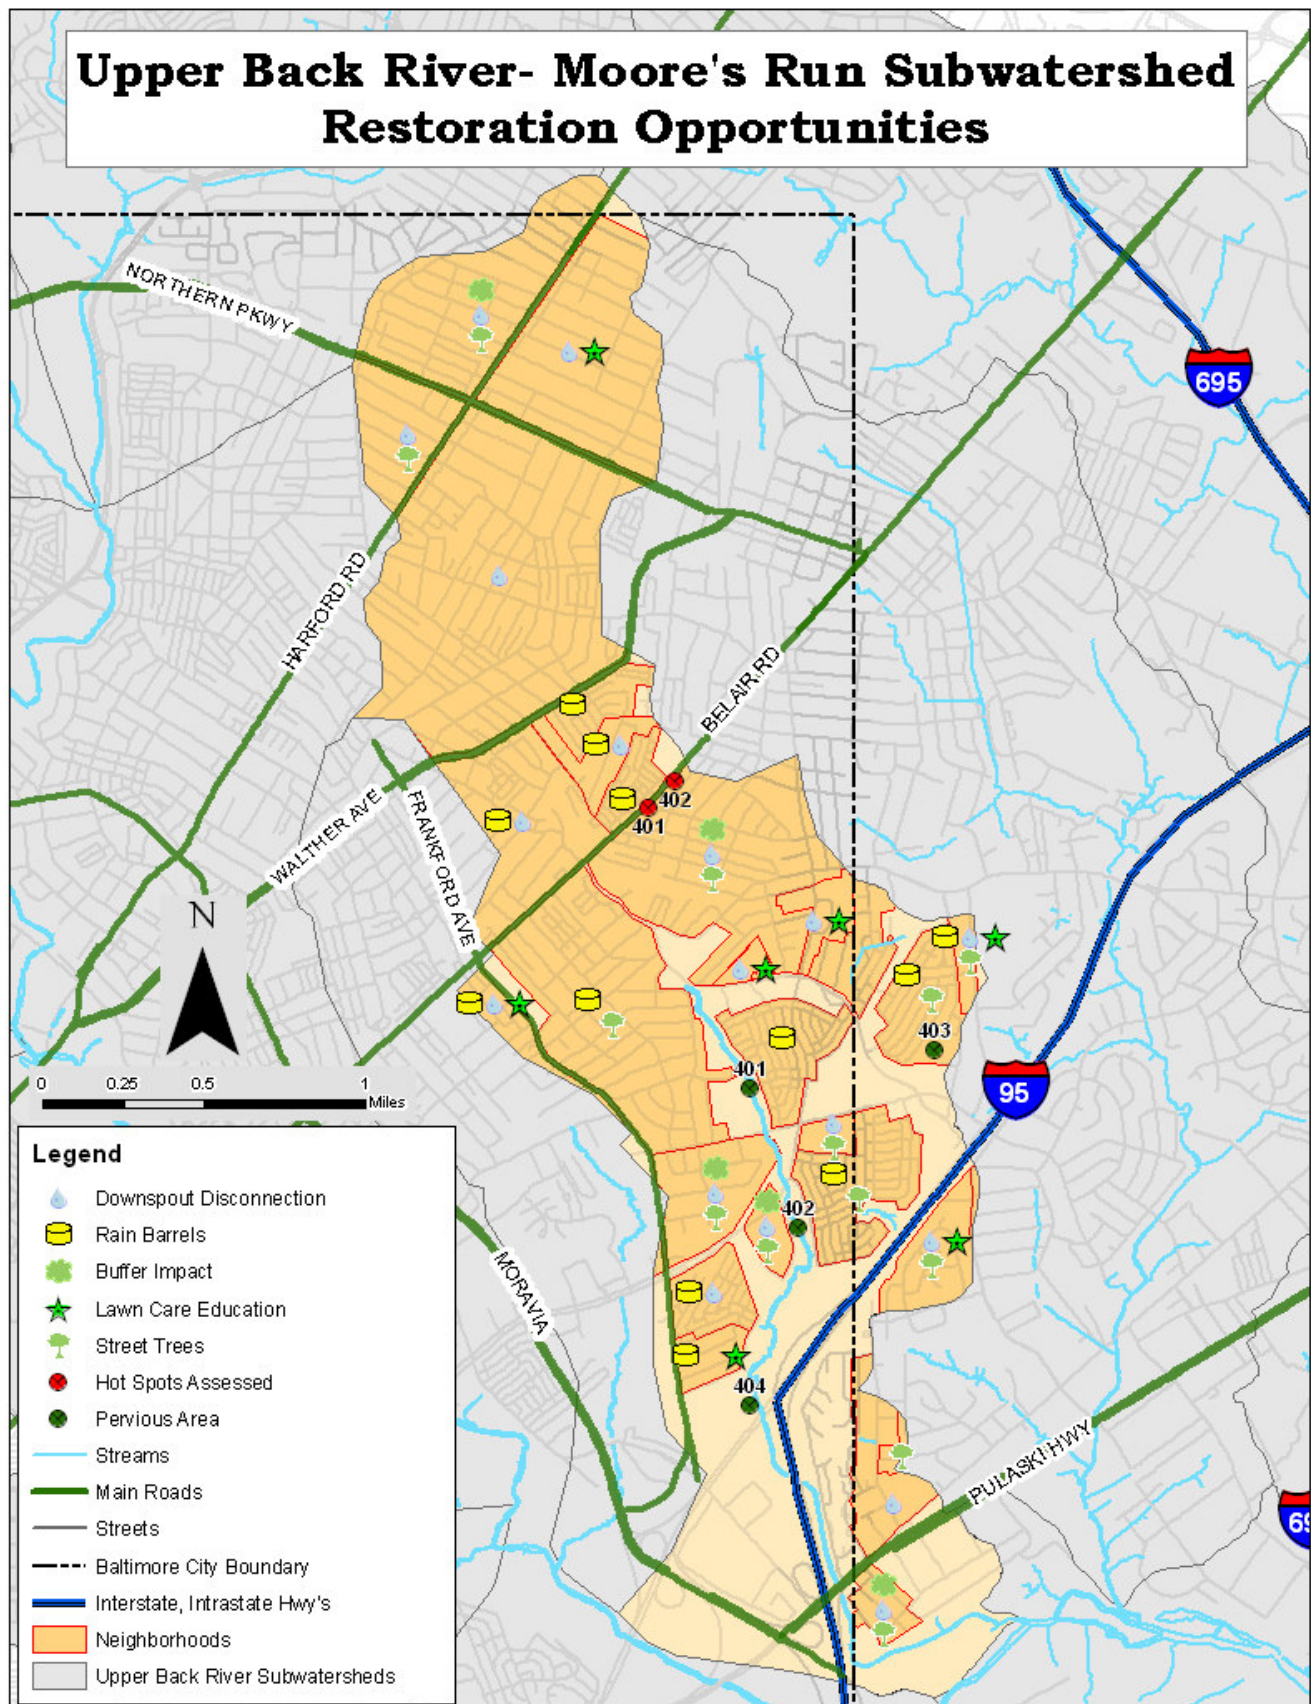 Upper Back River- Moore's Run Subwatershed
Restoration Opportunities
NORTHERN PKWY
695
HARFORD RD
BELAIR RD
402
401
WALTHER AVE
FRANKFORD AVE
N
403
401
95
0 0.25 0.5 1
Miles
402
MORAVIA
404
PULASKI HWY
69
Legend
Downspout Disconnection
Rain Barrels
Buffer Impact
Lawn Care Education
Street Trees
Hot Spots Assessed
Pervious Area
Streams
Main Roads
Streets
Baltimore City Boundary
Interstate, Intrastate Hwy's
Neighborhoods
Upper Back River Subwatersheds